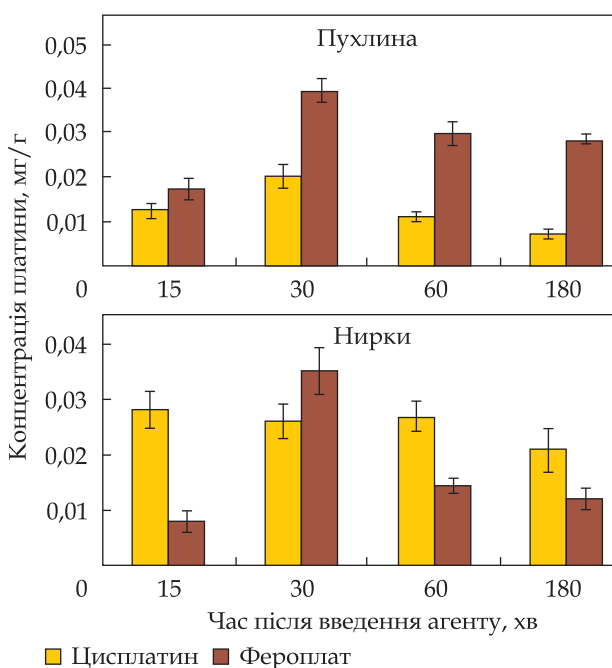 Концентрація платини, мг/г
Пухлина
0,05
0,04
0,03
0,02
0,01
0
15 30 60 180
Нирки
0,04
0,03
0,02
0,01
0
15 30 60 180
Час після введення агенту, хв
Цисплатин Фероплат